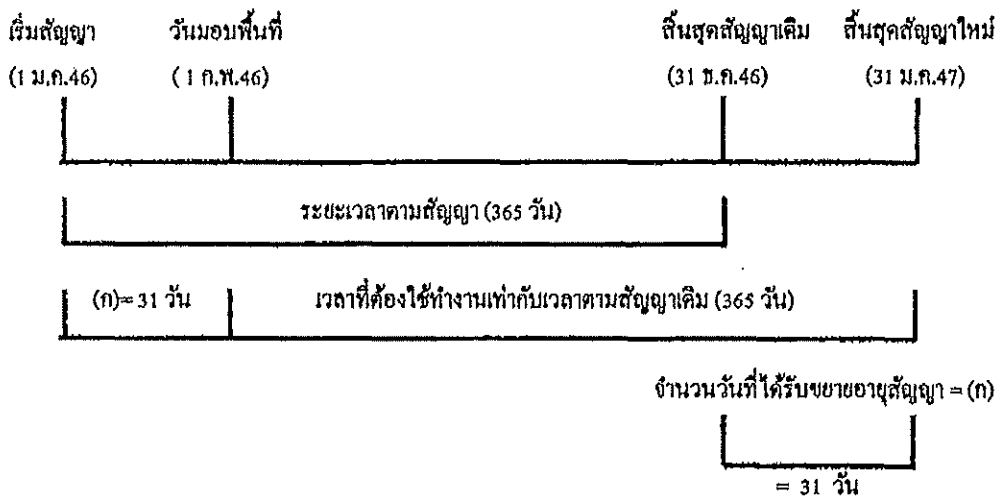 เริ่มสัญญา วันมอบพื้นที่ สิ้นสุดสัญญาเดิม สิ้นสุดสัญญาใหม่
(1 ม.ค.46) (1 ก.พ.46) (31 ธ.ค.46) (31 ม.ค.47)
ระยะเวลาตามสัญญา (365 วัน)
(ก)= 31 วัน เวลาที่ต้องใช้ทำงานเท่ากับเวลาตามสัญญาเดิม (365 วัน)
จำนวนวันที่ได้รับขยายอายุสัญญา = (ก)
= 31 วัน